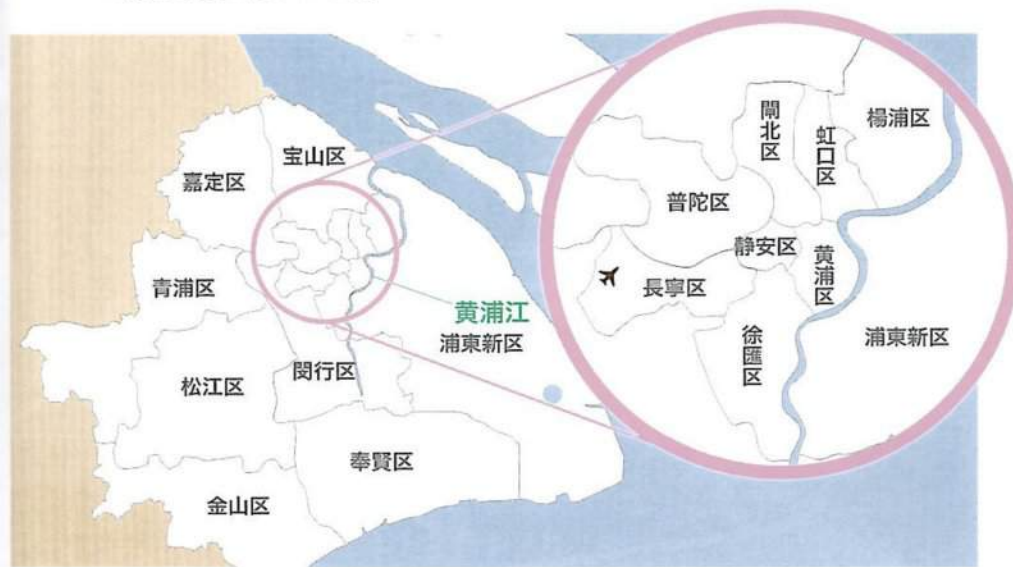 宝山区
嘉定区
青浦区
黄浦江
浦東新区
閔行区
松江区
奉賢区
金山区
楊浦区
閘北区
虹口区
普陀区
静安区
黄浦区
長寧区
徐匯区
浦東新区